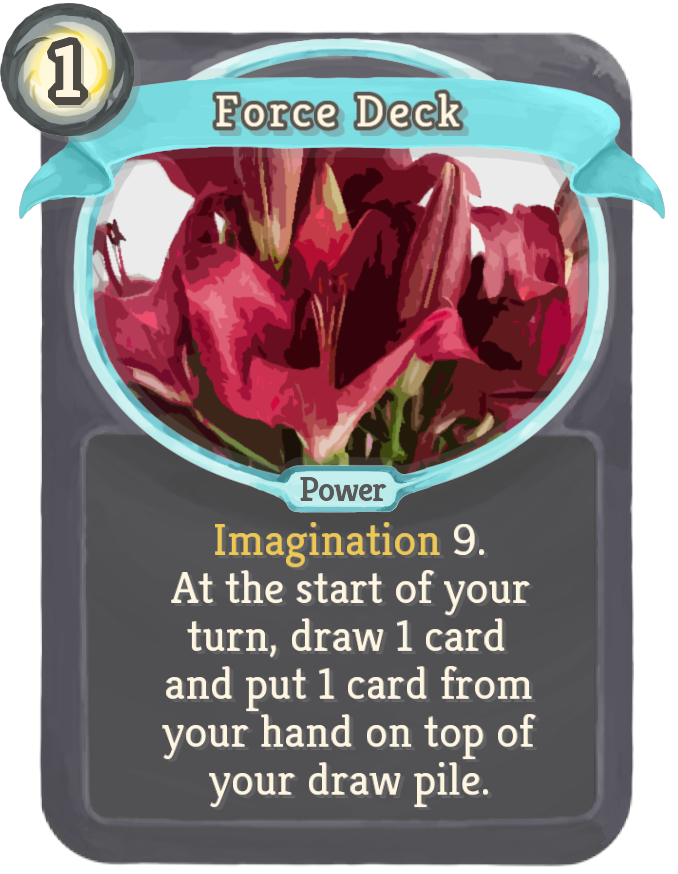 1
Force Deck
Power
Imagination 9.
At the start of your
turn, draw 1 card
and put 1 card from
your hand on top of
your draw pile.